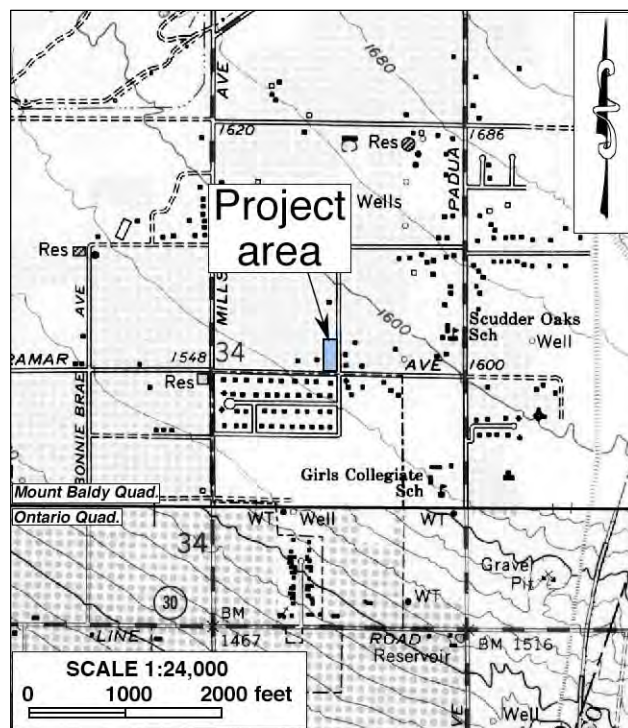 AVE
1680
1620
Res
1686
PADUA
Project
area
Wells
Res
AVE
MILLS
1600
Scudder Oaks
Sch
Well
34
RAMAR
1548
AVE
1600
Res
BONNIE BRAE
Girls Collegiate
Sch
Mount Baldy Quad.
Ontario Quad.
WT
Well
WT
34
Gravel
Pit
30
WT
BM
1467
LINE
ROAD
Reservoir
BM 1516
SCALE 1:24,000
0 1000 2000 feet
E
Well